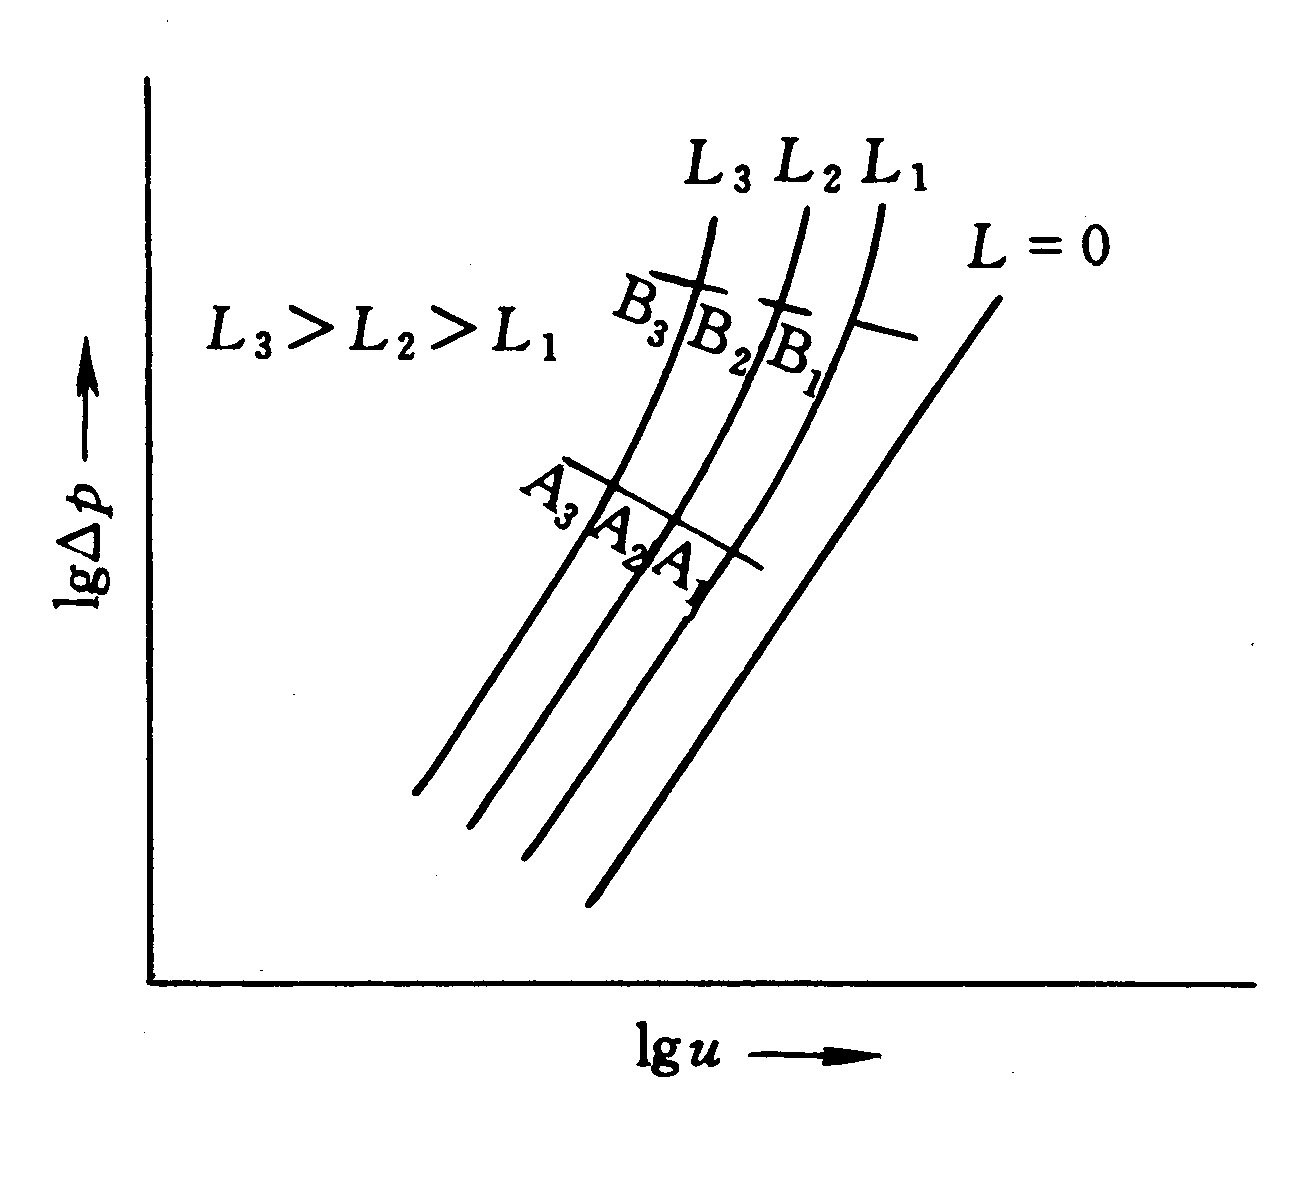 L₃ L₂ L₁
L = 0
L₃ > L₂ > L₁
B₃ B₂ B₁
A₃ A₂ A₁
lgΔp
lgu